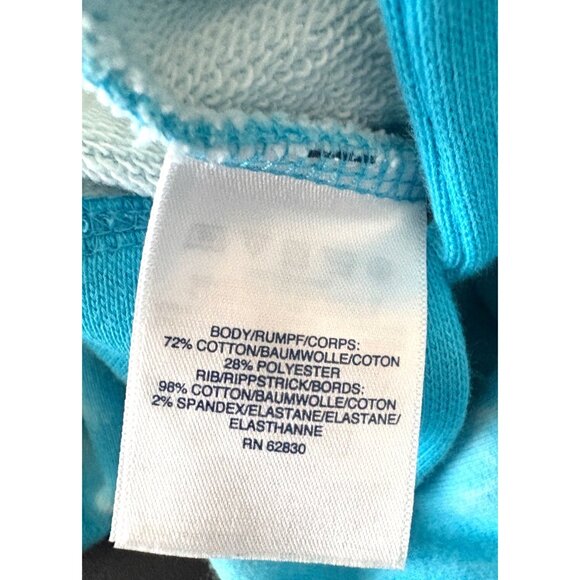 BODY/RUMPF/CORPS:
72% COTTON/BAUMWOLLE/COTON
28% POLYESTER
RIB/RIPPSTRICK/BORDS:
98% COTTON/BAUMWOLLE/COTON
2% SPANDEX/ELASTANE/ELASTANE/
ELASTHANNE
RN 62830